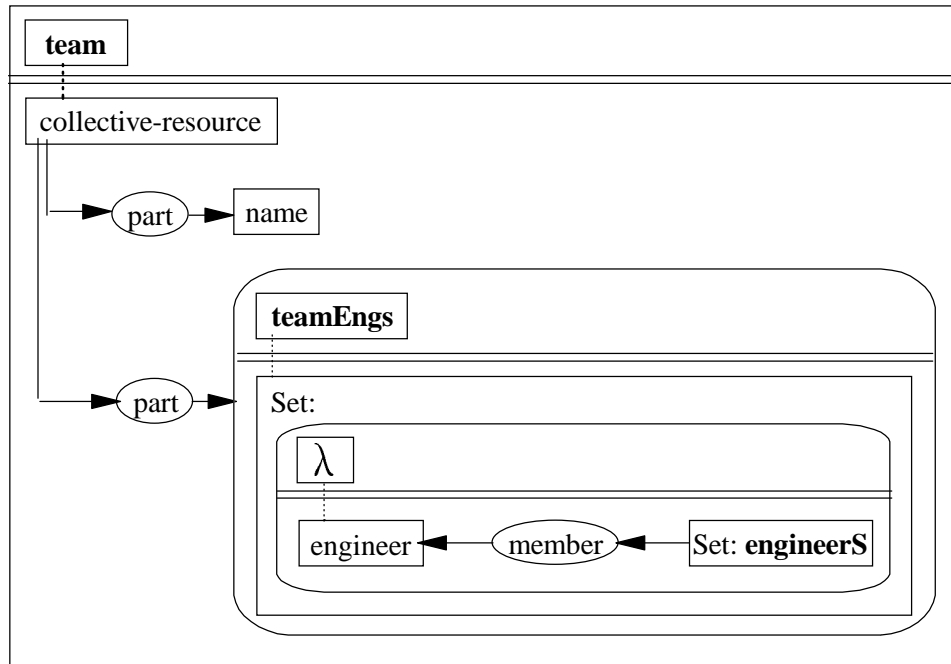 team
collective-resource
part
name
teamEngs
part
Set:
λ
engineer
member
Set: engineerS